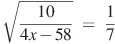 √(10/(4x − 58)) = 1/7